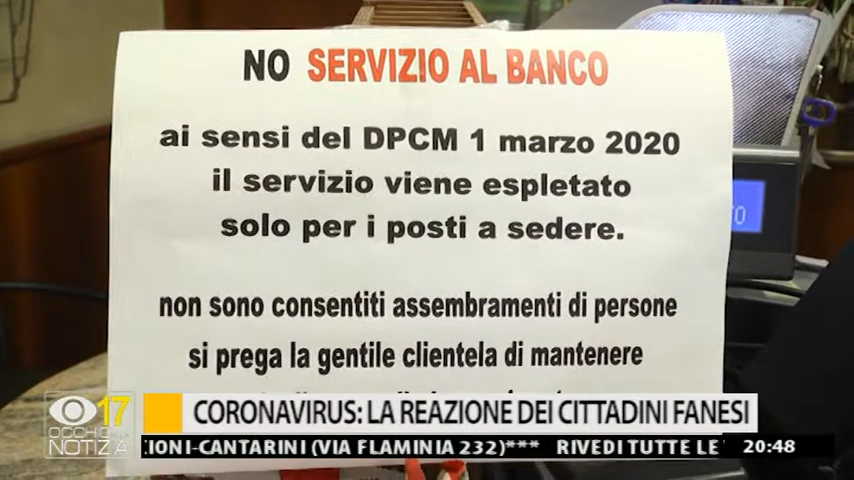 NO SERVIZIO AL BANCO
ai sensi del DPCM 1 marzo 2020
il servizio viene espletato
solo per i posti a sedere.
non sono consentiti assembramenti di persone
si prega la gentile clientela di mantenere
17
OCCHIO
NOTIZIA
CORONAVIRUS: LA REAZIONE DEI CITTADINI FANESI
ZIONI-CANTARINI (VIA FLAMINIA 232)*** RIVEDI TUTTE LE
20:48